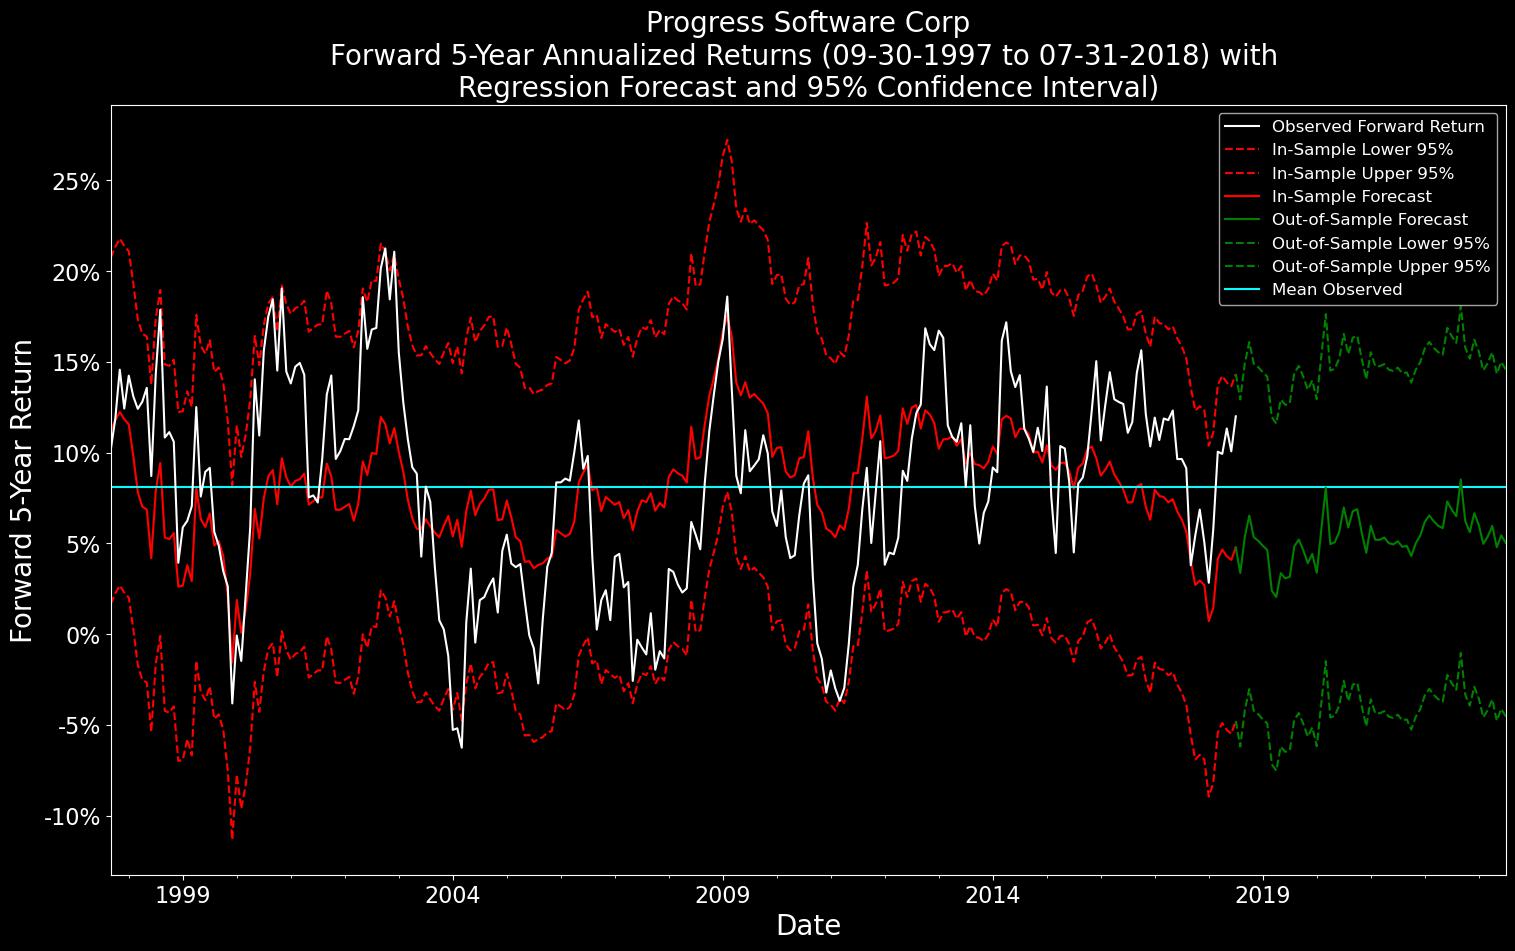 Progress Software Corp
Forward 5-Year Annualized Returns (09-30-1997 to 07-31-2018) with
Regression Forecast and 95% Confidence Interval)
Observed Forward Return
In-Sample Lower 95%
In-Sample Upper 95%
In-Sample Forecast
Out-of-Sample Forecast
Out-of-Sample Lower 95%
Out-of-Sample Upper 95%
Mean Observed
Forward 5-Year Return
25%
20%
15%
10%
5%
0%
-5%
-10%
1999 2004 2009 2014 2019
Date